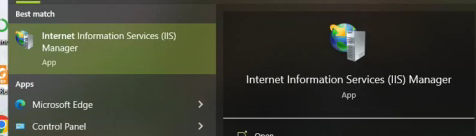 Best match
Internet Information Services (IIS)
Manager
App
Apps
Microsoft Edge
Control Panel
Internet Information Services (IIS) Manager
App
Open